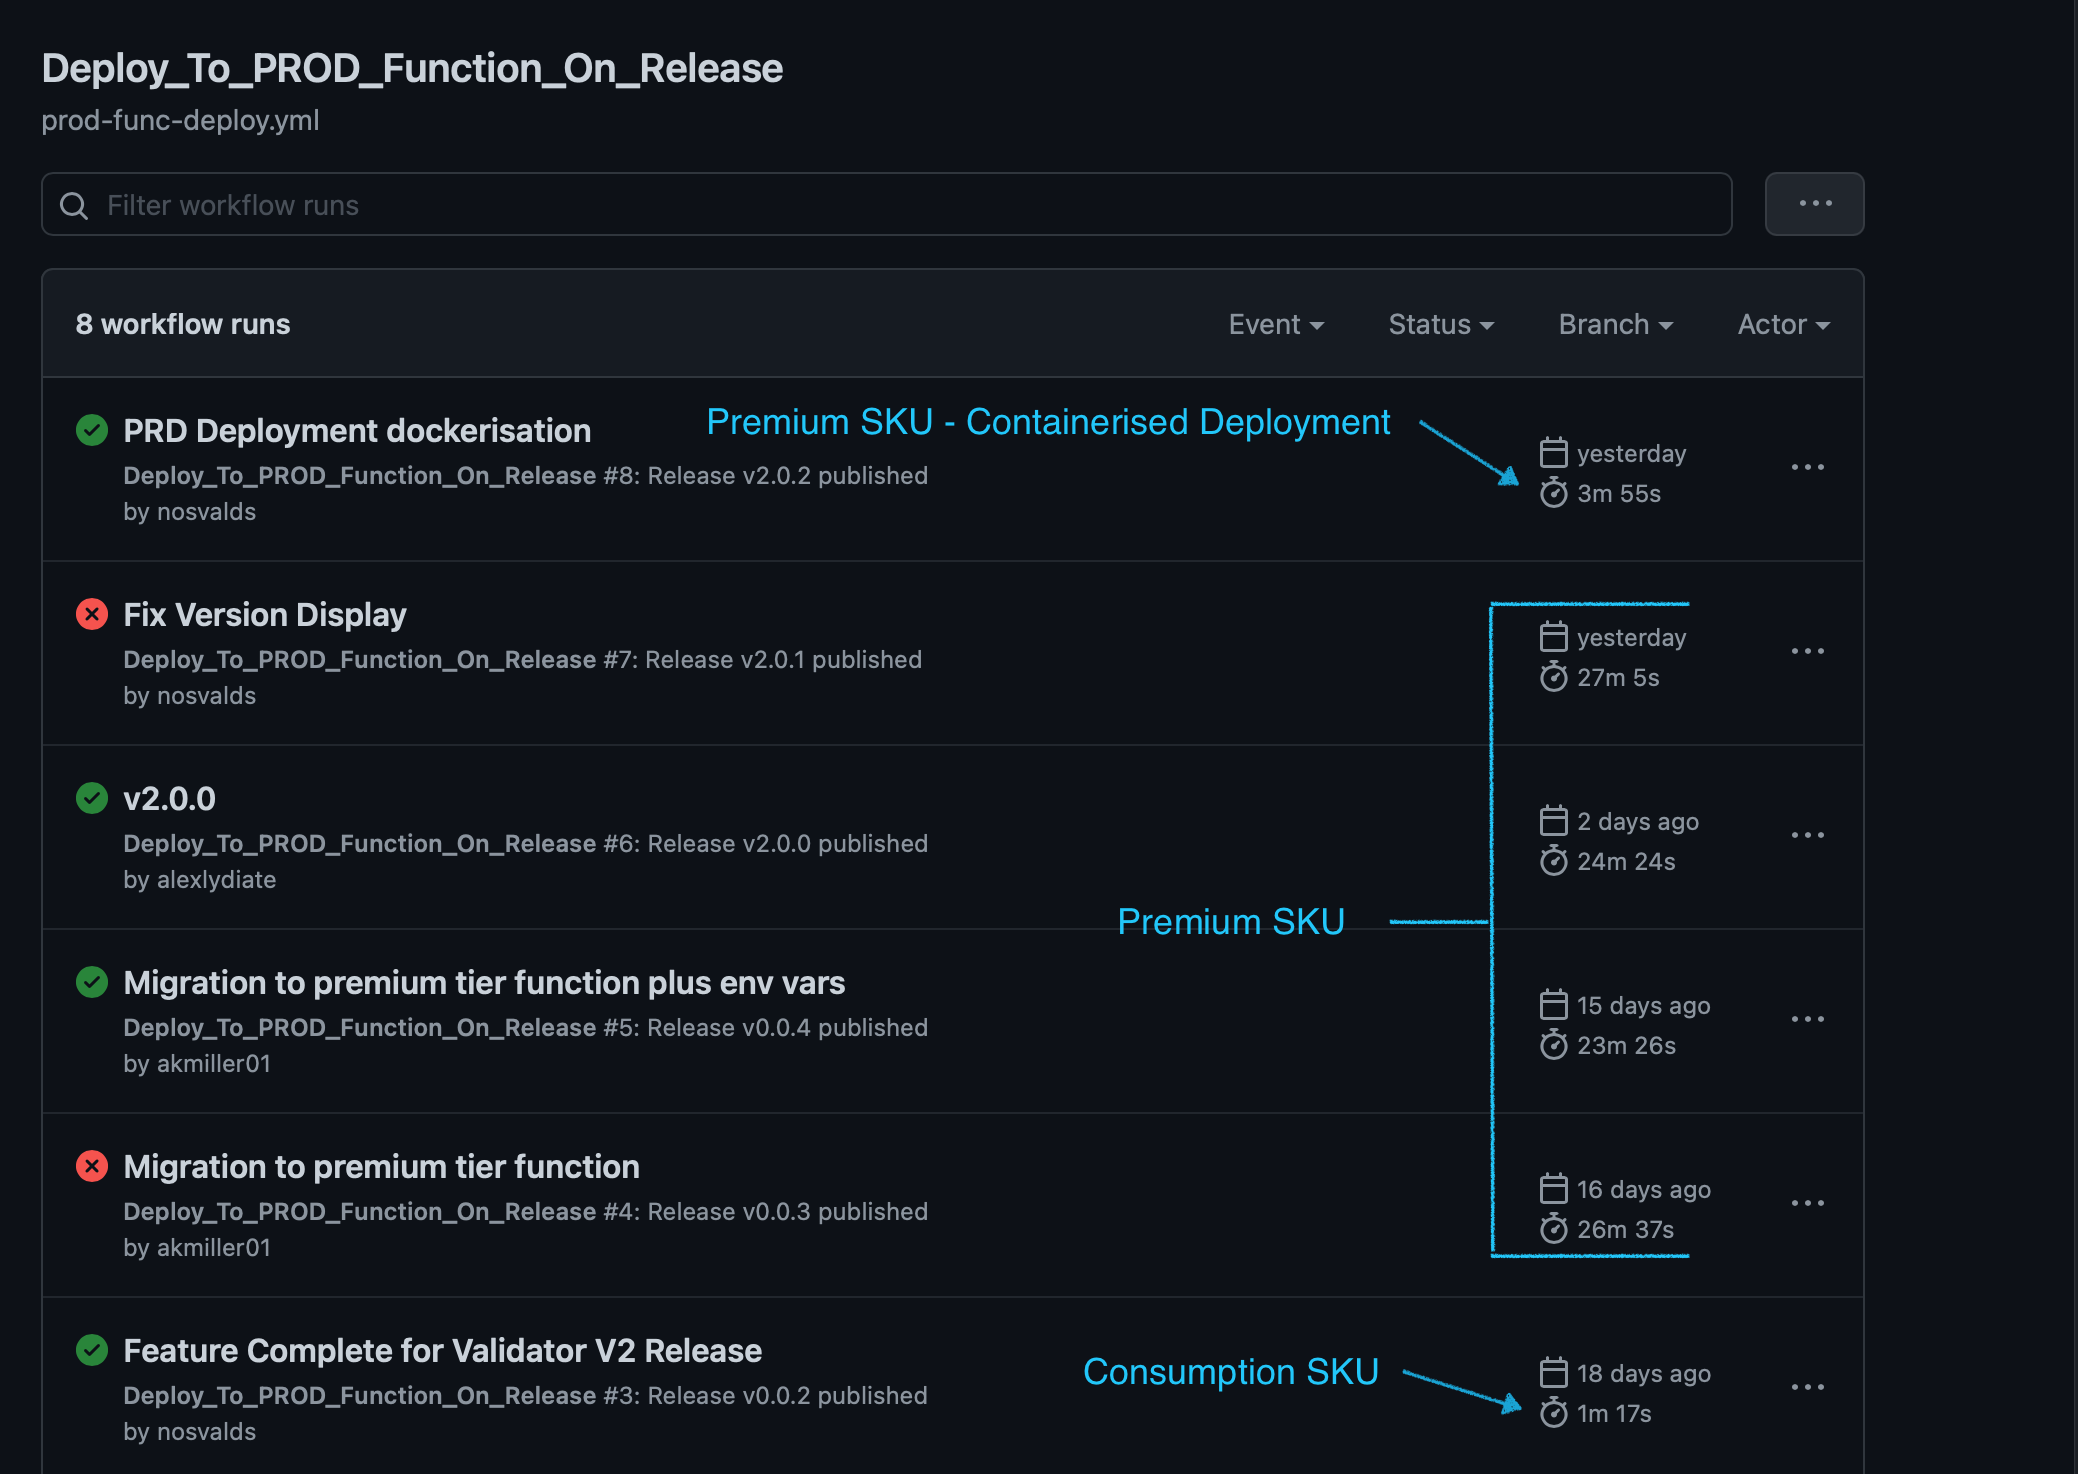 Deploy_To_PROD_Function_On_Release
prod-func-deploy.yml
Filter workflow runs
8 workflow runs
Event
Status
Branch
Actor
PRD Deployment dockerisation
Premium SKU - Containerised Deployment
Deploy_To_PROD_Function_On_Release #8: Release v2.0.2 published
by nosvalds
yesterday
3m 55s
Fix Version Display
Deploy_To_PROD_Function_On_Release #7: Release v2.0.1 published
by nosvalds
yesterday
27m 5s
v2.0.0
Deploy_To_PROD_Function_On_Release #6: Release v2.0.0 published
by alexlydiate
2 days ago
24m 24s
Premium SKU
Migration to premium tier function plus env vars
Deploy_To_PROD_Function_On_Release #5: Release v0.0.4 published
by akmiller01
15 days ago
23m 26s
Migration to premium tier function
Deploy_To_PROD_Function_On_Release #4: Release v0.0.3 published
by akmiller01
16 days ago
26m 37s
Feature Complete for Validator V2 Release
Deploy_To_PROD_Function_On_Release #3: Release v0.0.2 published
by nosvalds
Consumption SKU
18 days ago
1m 17s